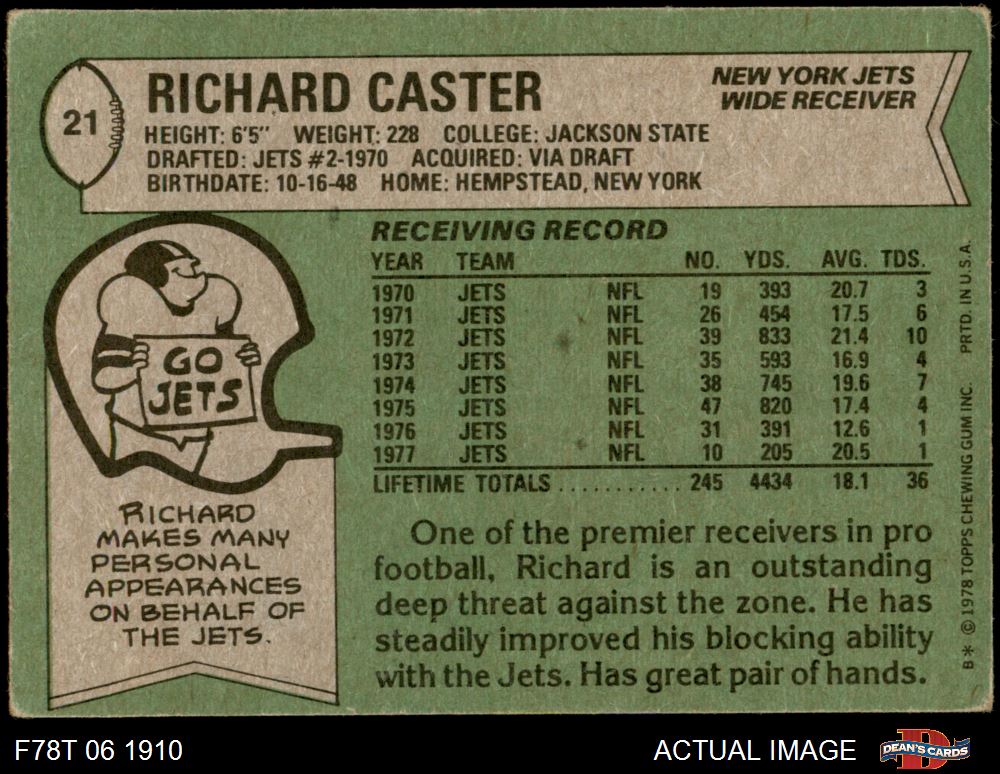 21
RICHARD CASTER
NEW YORK JETS
WIDE RECEIVER
HEIGHT: 6'5" WEIGHT: 228 COLLEGE: JACKSON STATE
DRAFTED: JETS #2-1970 ACQUIRED: VIA DRAFT
BIRTHDATE: 10-16-48 HOME: HEMPSTEAD, NEW YORK
GO
JETS
RICHARD
MAKES MANY
PERSONAL
APPEARANCES
ON BEHALF OF
THE JETS.
RECEIVING RECORD
YEAR TEAM NO. YDS. AVG. TDS.
1970 JETS NFL 19 393 20.7 3
1971 JETS NFL 26 454 17.5 6
1972 JETS NFL 39 833 21.4 10
1973 JETS NFL 35 593 16.9 4
1974 JETS NFL 38 745 19.6 7
1975 JETS NFL 47 820 17.4 4
1976 JETS NFL 31 391 12.6 1
1977 JETS NFL 10 205 20.5 1
LIFETIME TOTALS ........... 245 4434 18.1 36
One of the premier receivers in pro
football, Richard is an outstanding
deep threat against the zone. He has
steadily improved his blocking ability
with the Jets. Has great pair of hands.
B* © 1978 TOPPS CHEWING GUM INC. PRTD. IN U.S.A.
F78T 06 1910
ACTUAL IMAGE
DEAN'S CARDS